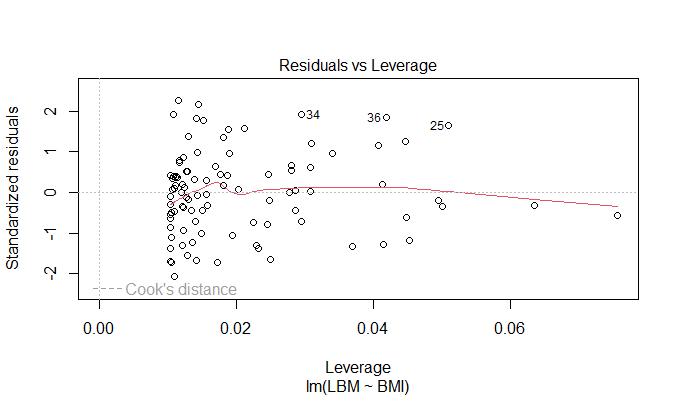 Residuals vs Leverage
Standardized residuals
2
1
0
-1
-2
34
36
25
Cook's distance
0.00
0.02
0.04
0.06
Leverage
lm(LBM ~ BMI)